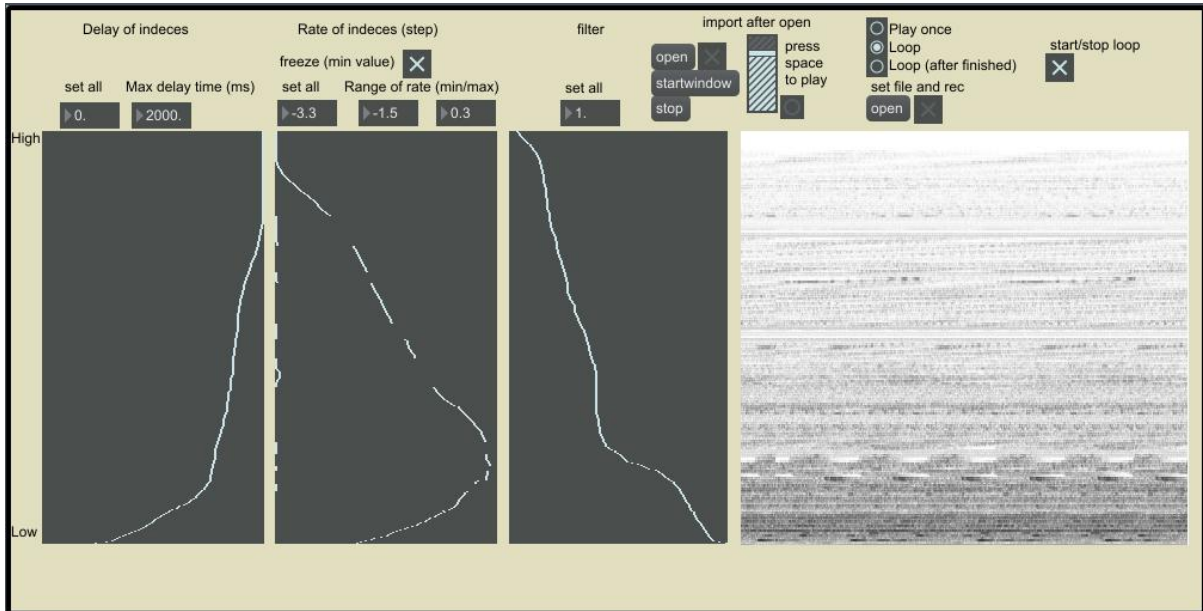 Delay of indeces
Rate of indeces (step)
filter
import after open
Play once
Loop
Loop (after finished)
start/stop loop
freeze (min value)
open
startwindow
stop
press
space
to play
set all
Max delay time (ms)
set all
Range of rate (min/max)
set all
set file and rec
open
0.
2000.
-3.3
-1.5
0.3
1.
High
Low